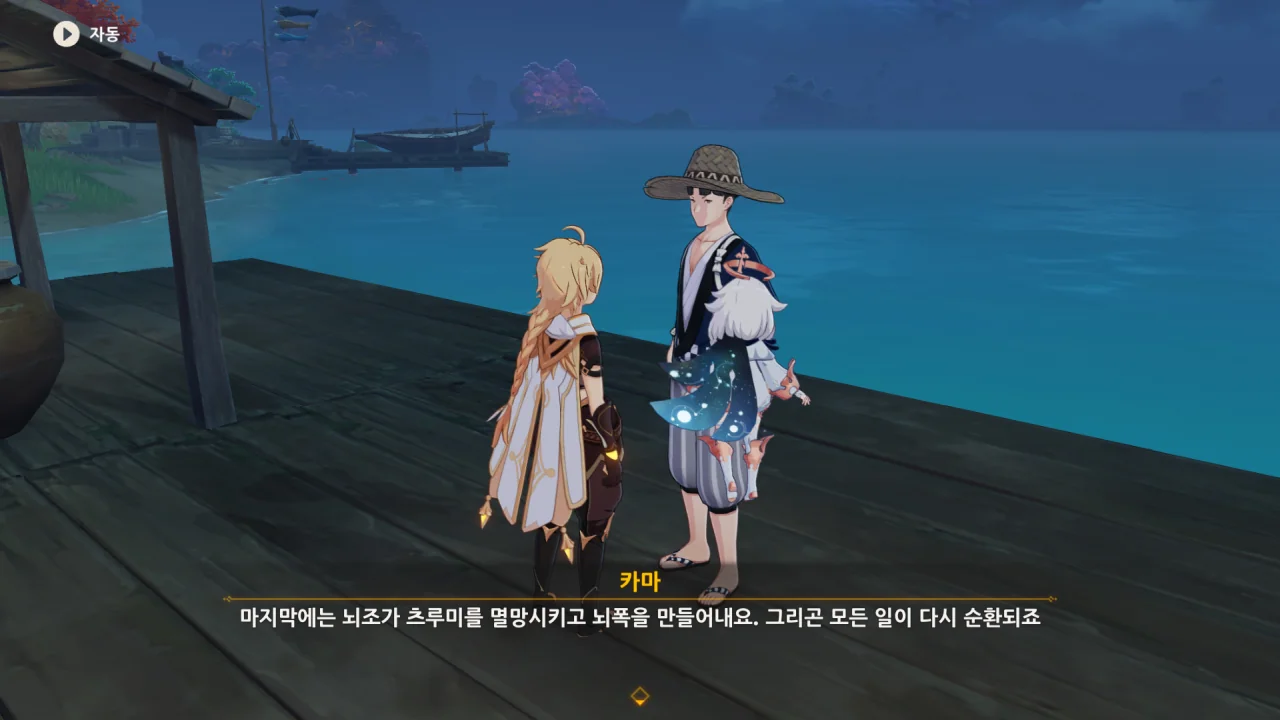 자동
카마
마지막에는 뇌조가 츠루미를 멸망시키고 뇌폭을 만들어내요. 그리곤 모든 일이 다시 순환되죠